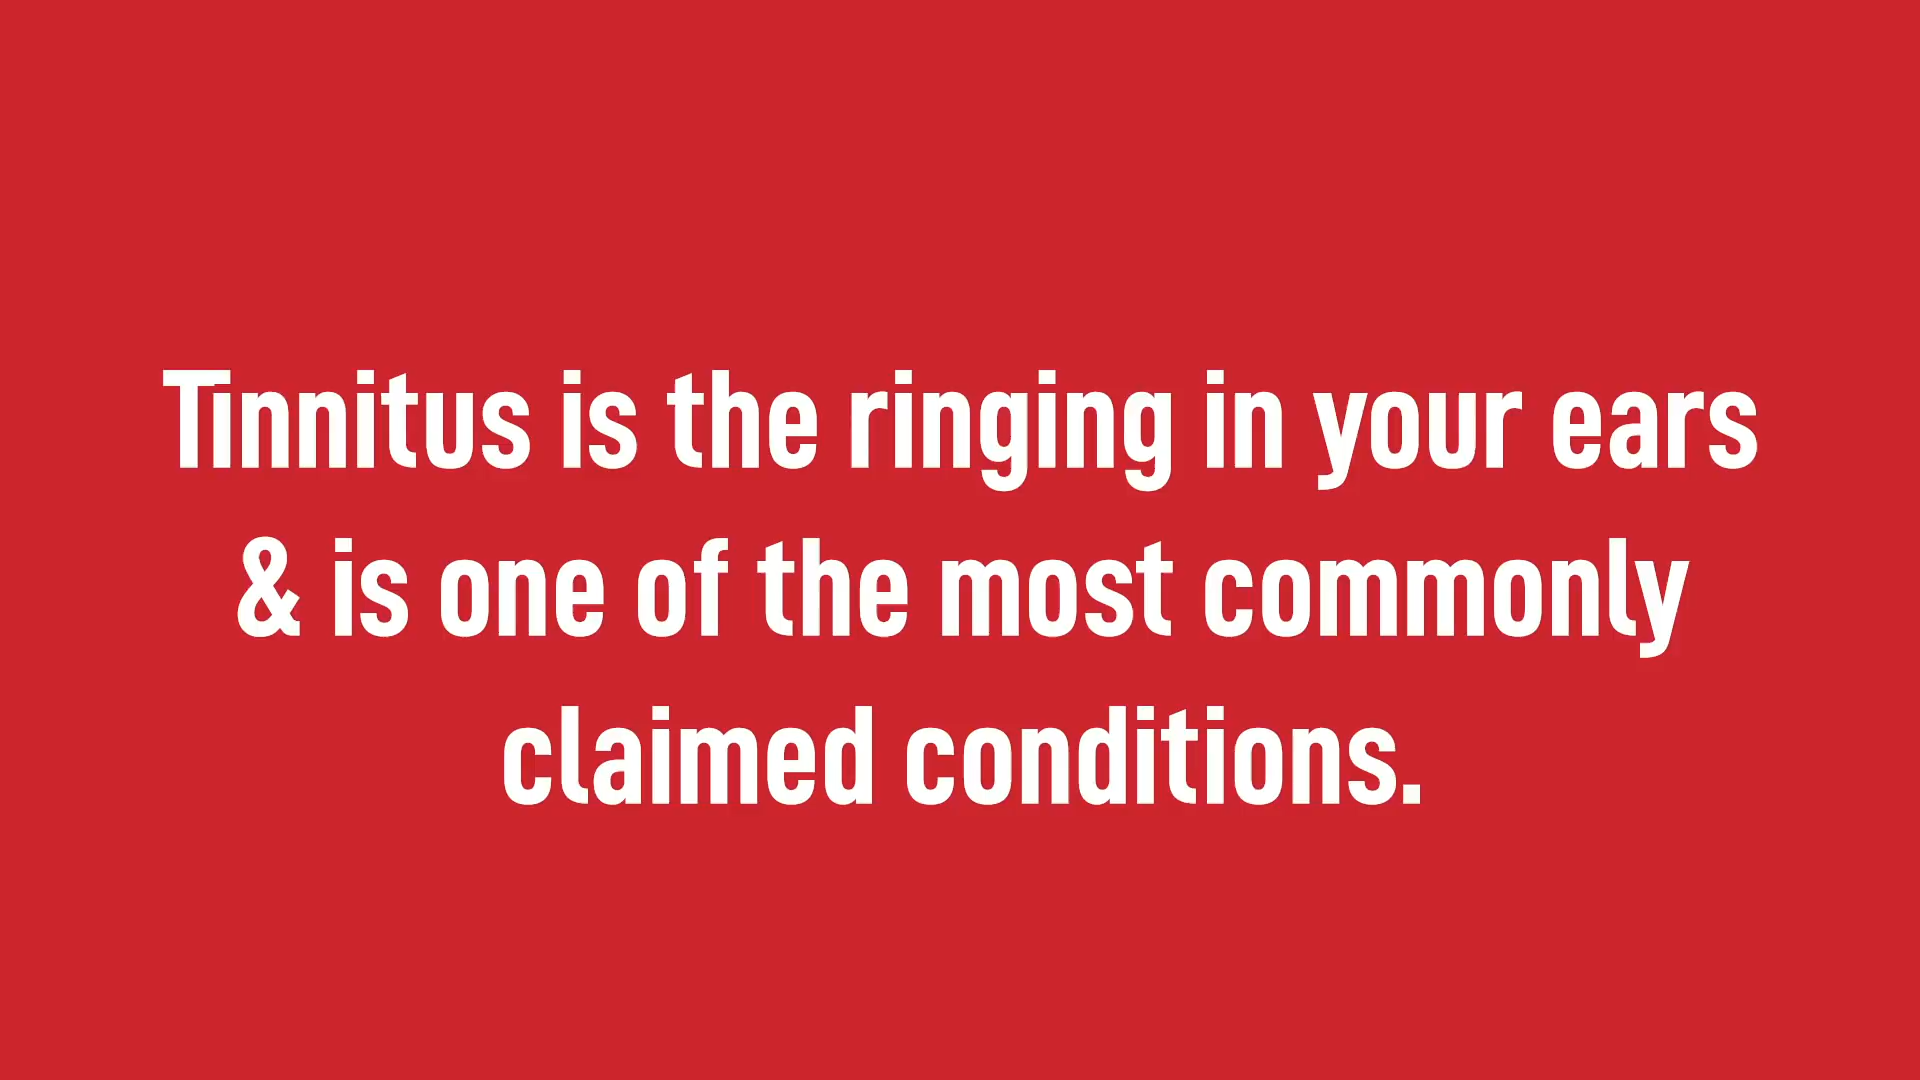 Tinnitus is the ringing in your ears
& is one of the most commonly
claimed conditions.